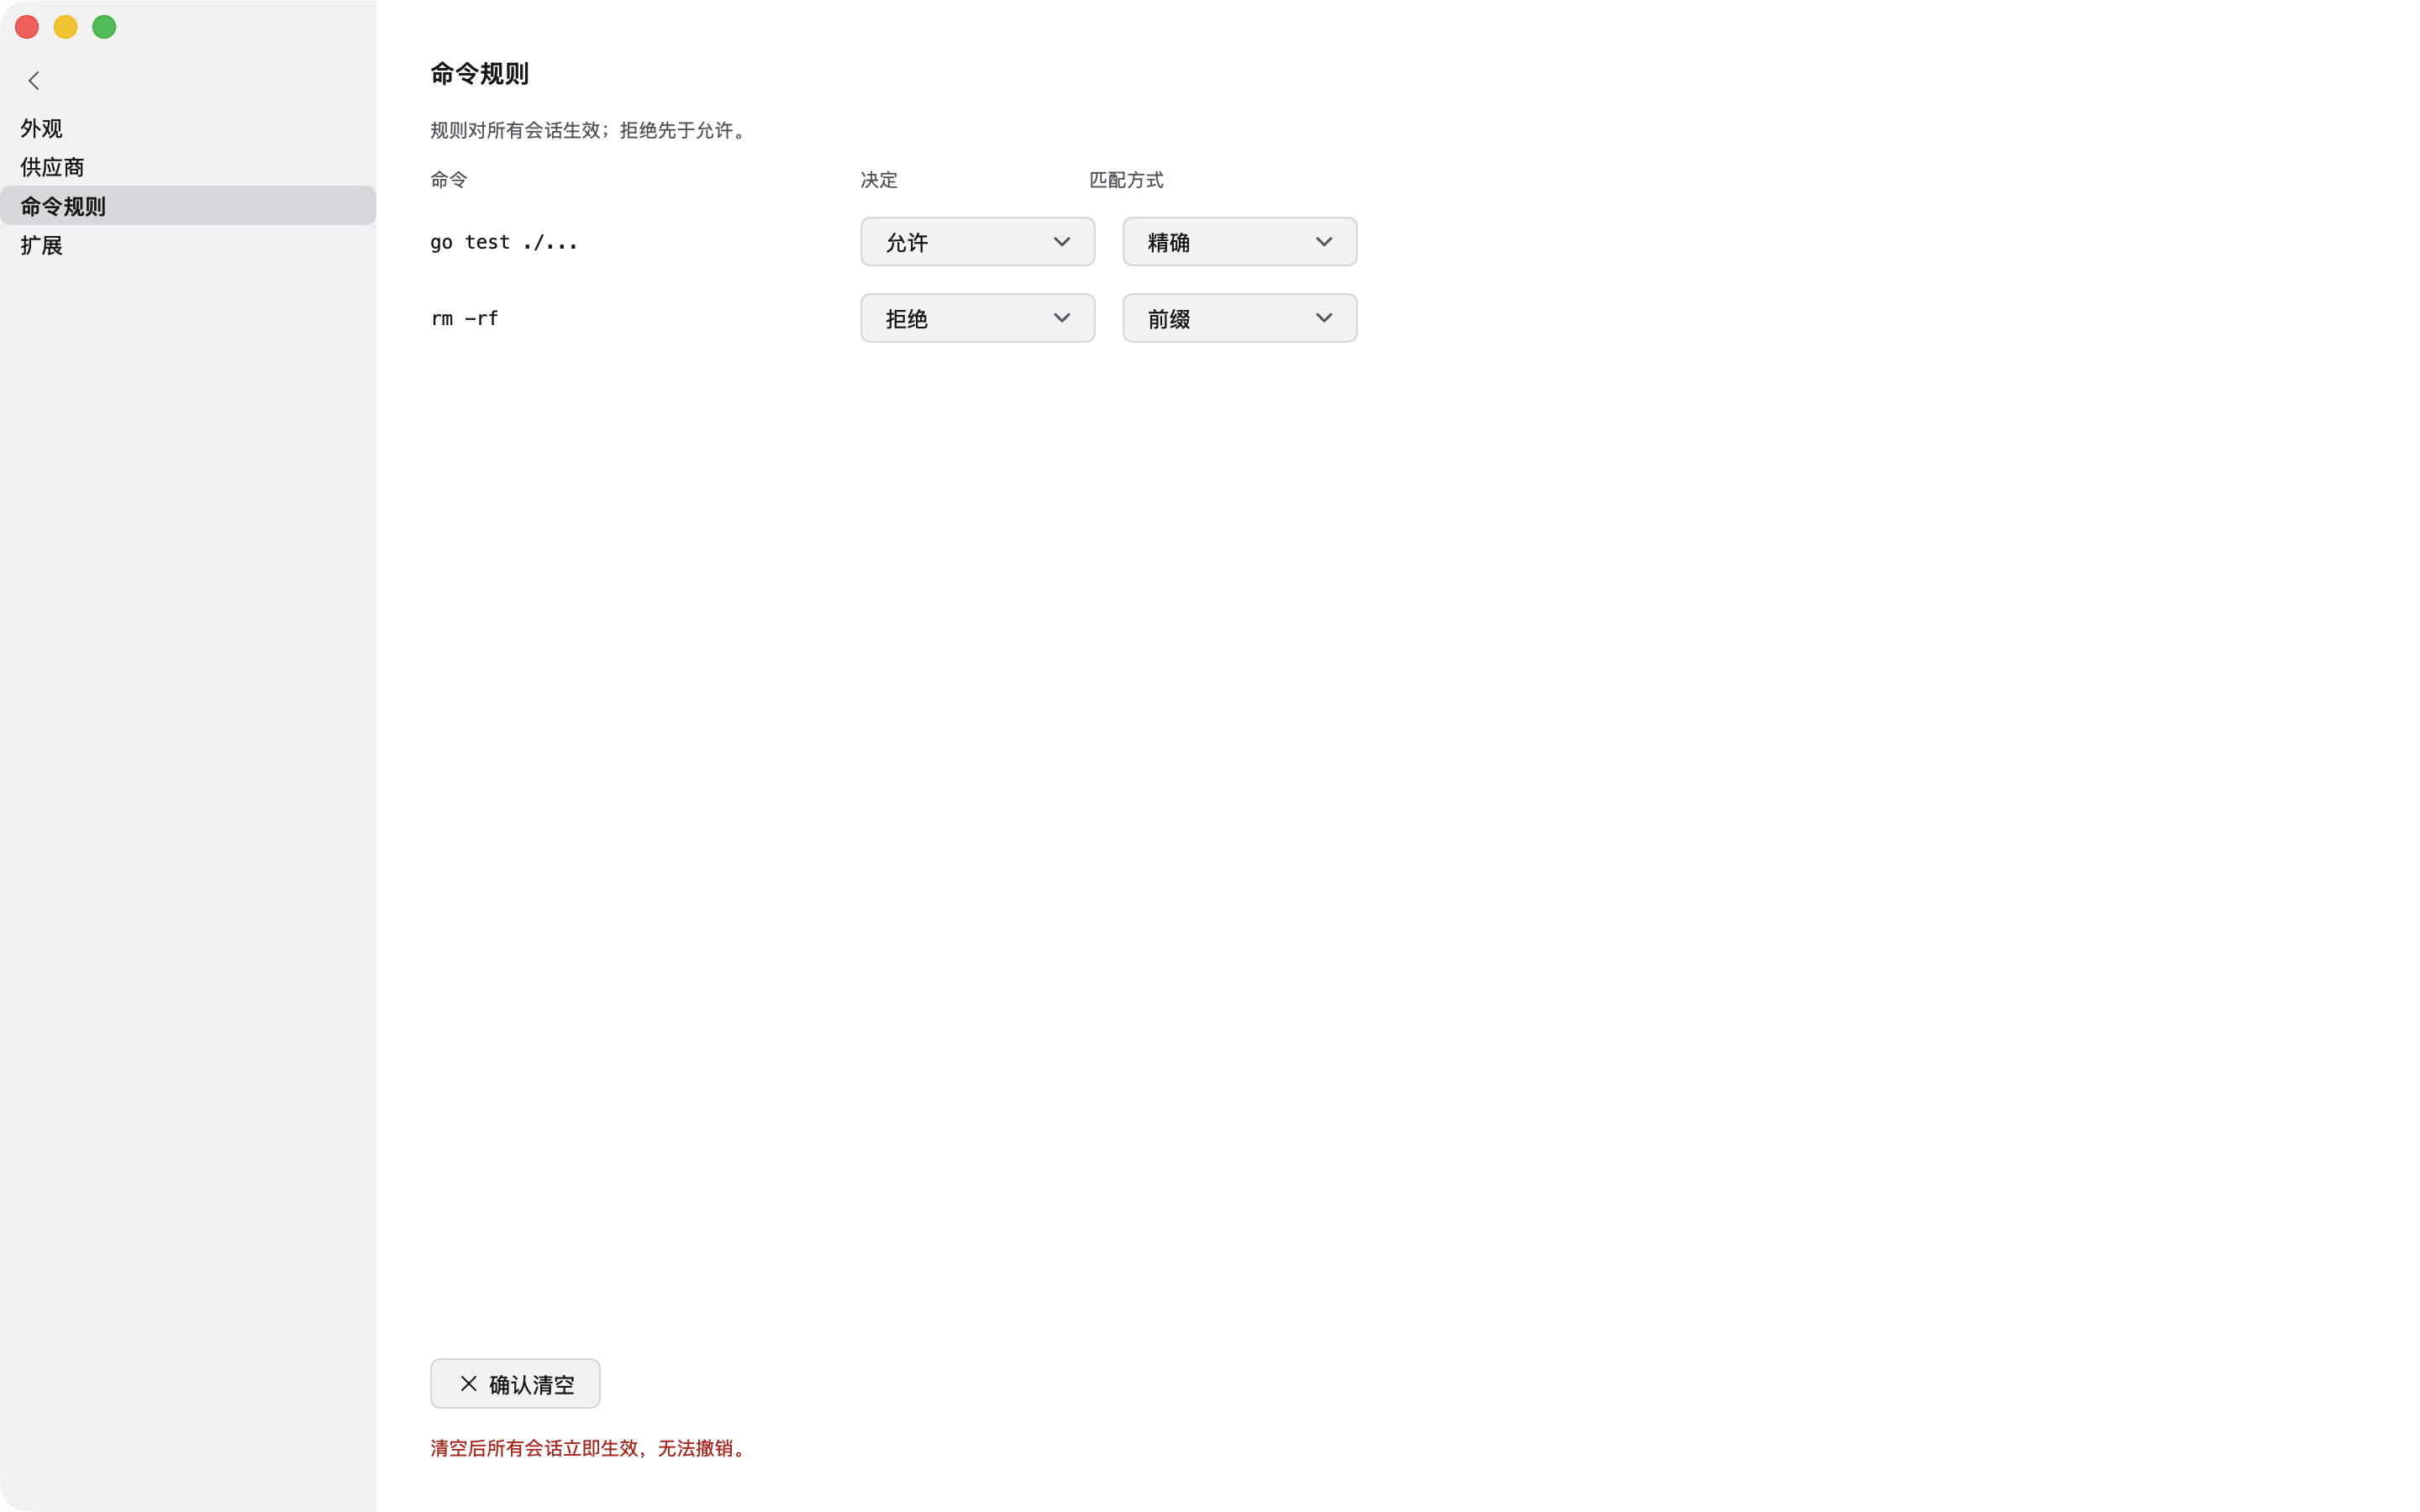 外观
供应商
命令规则
扩展
命令规则
规则对所有会话生效；拒绝先于允许。
命令 决定 匹配方式
go test ./... 允许 精确
rm -rf 拒绝 前缀
确认清空
清空后所有会话立即生效，无法撤销。